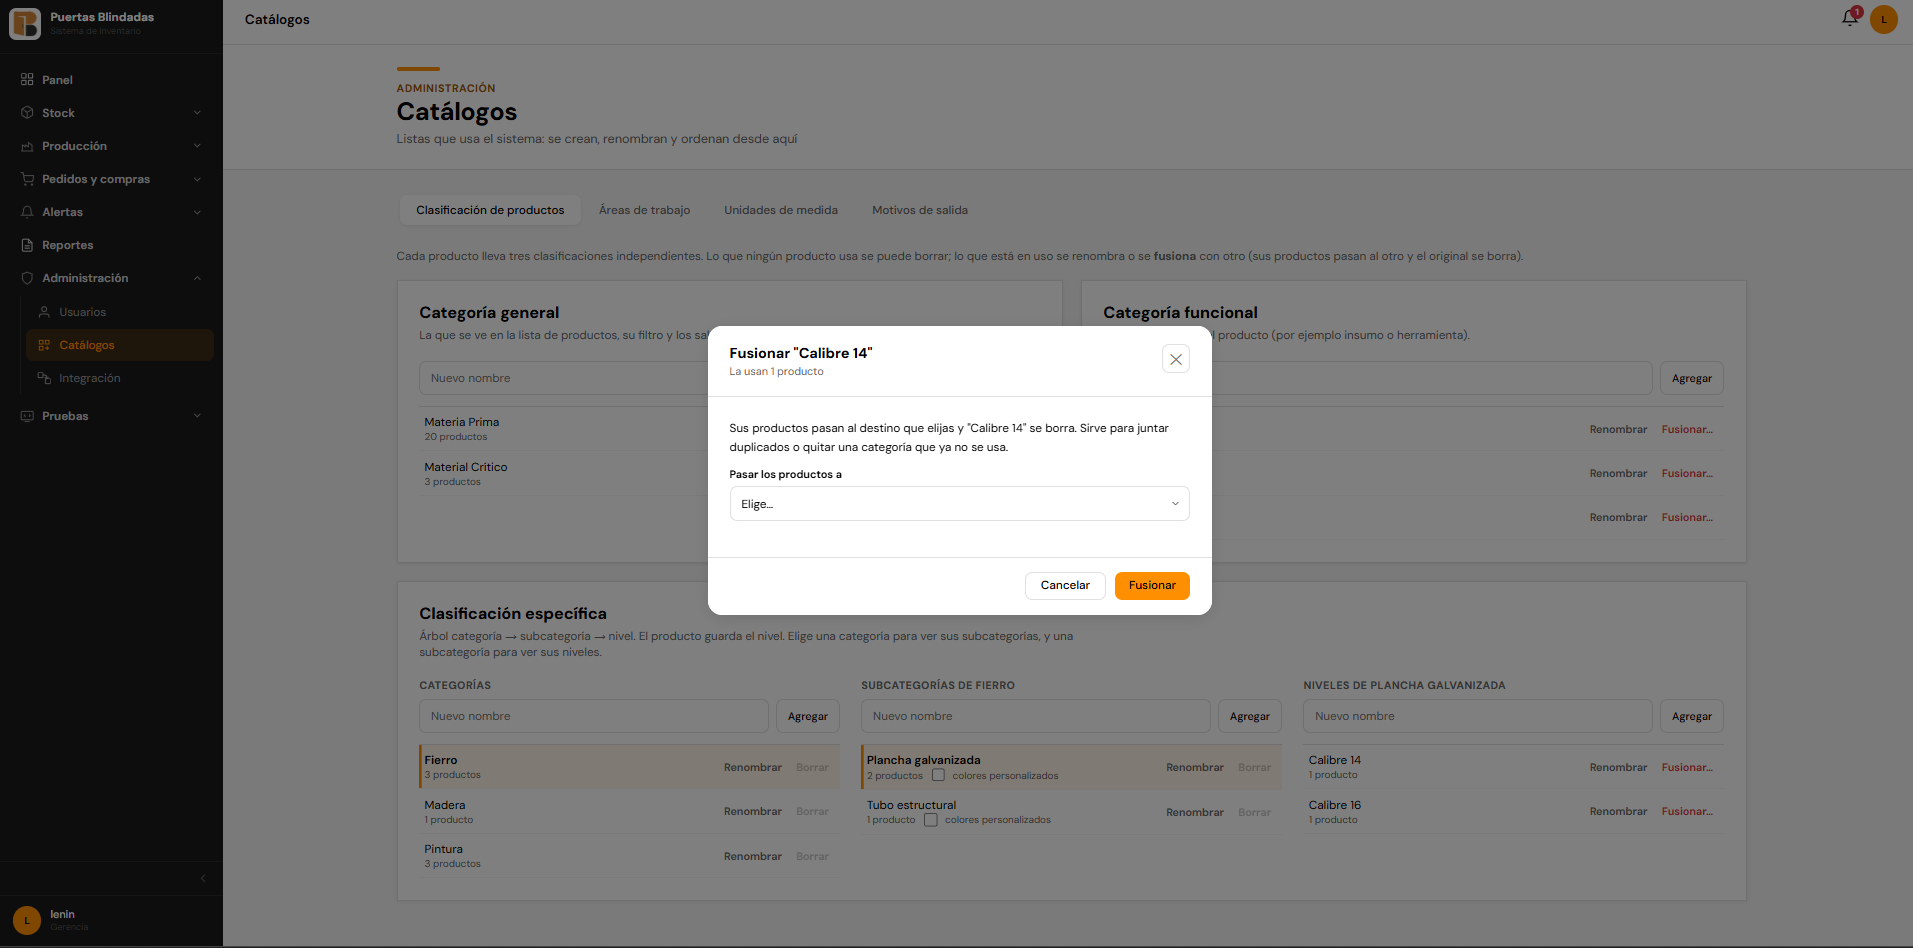 Puertas Blindadas
Sistema de Inventario
Panel
Stock
Producción
Pedidos y compras
Alertas
Reportes
Administración
Usuarios
Catálogos
Integración
Pruebas
L
lenin
Gerencia
Catálogos
1
L
ADMINISTRACIÓN
Catálogos
Listas que usa el sistema: se crean, renombran y ordenan desde aquí
Clasificación de productos
Áreas de trabajo
Unidades de medida
Motivos de salida
Cada producto lleva tres clasificaciones independientes. Lo que ningún producto usa se puede borrar; lo que está en uso se renombra o se fusiona con otro (sus productos pasan al otro y el original se borra).
Categoría general
La que se ve en la lista de productos, su filtro y los
Nuevo nombre
Materia Prima
20 productos
Material Crítico
3 productos
Categoría funcional
producto (por ejemplo insumo o herramienta).
Agregar
Renombrar Fusionar...
Renombrar Fusionar...
Renombrar Fusionar...
Fusionar "Calibre 14"
La usan 1 producto
Sus productos pasan al destino que elijas y "Calibre 14" se borra. Sirve para juntar
duplicados o quitar una categoría que ya no se usa.
Pasar los productos a
Elige...
Cancelar
Fusionar
Clasificación específica
Árbol categoría → subcategoría → nivel. El producto guarda el nivel. Elige una categoría para ver sus subcategorías, y una
subcategoría para ver sus niveles.
CATEGORÍAS
Nuevo nombre
Agregar
Fierro
3 productos
Renombrar Borrar
Madera
1 producto
Renombrar Borrar
Pintura
3 productos
Renombrar Borrar
SUBCATEGORÍAS DE FIERRO
Nuevo nombre
Agregar
Plancha galvanizada
2 productos colores personalizados
Renombrar Borrar
Tubo estructural
1 producto colores personalizados
Renombrar Borrar
NIVELES DE PLANCHA GALVANIZADA
Nuevo nombre
Agregar
Calibre 14
1 producto
Renombrar Fusionar...
Calibre 16
1 producto
Renombrar Fusionar...